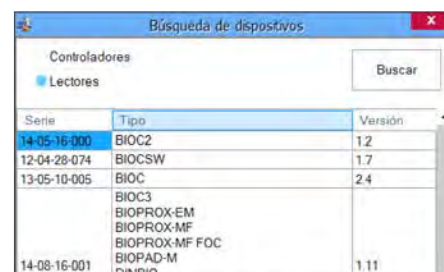 Búsqueda de dispositivos
Controladores
Lectores
Buscar
Serie Tipo Versión
14-05-16-000 BIOC2 1.2
12-04-28-074 BIOCSW 1.7
13-05-10-005 BIOC 2.4
BIOC3
BIOPROX-EM
BIOPROX-MF
BIOPROX-MF FOC
BIOPAD-M
14-08-16-001 1.11